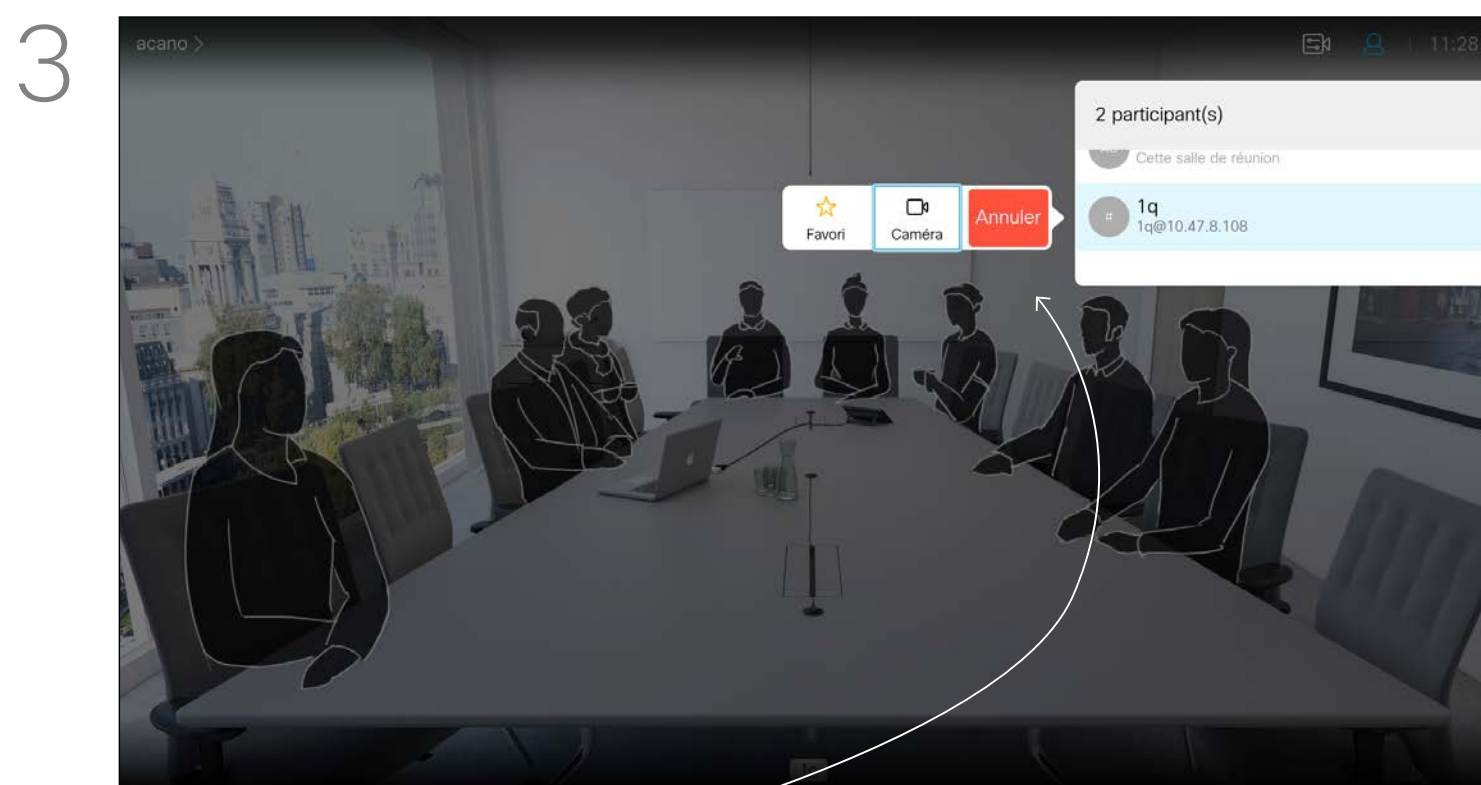 3
acano >
11:28
2 participant(s)
Cette salle de réunion
Favori
Caméra
Annuler
#
1q
1q@10.47.8.108
1q